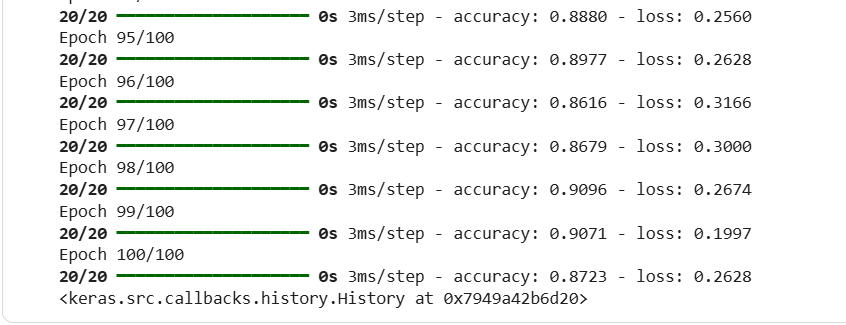 20/20 ━━━━━━━━━━━━━━━━━━━━ 0s 3ms/step - accuracy: 0.8880 - loss: 0.2560
Epoch 95/100
20/20 ━━━━━━━━━━━━━━━━━━━━ 0s 3ms/step - accuracy: 0.8977 - loss: 0.2628
Epoch 96/100
20/20 ━━━━━━━━━━━━━━━━━━━━ 0s 3ms/step - accuracy: 0.8616 - loss: 0.3166
Epoch 97/100
20/20 ━━━━━━━━━━━━━━━━━━━━ 0s 3ms/step - accuracy: 0.8679 - loss: 0.3000
Epoch 98/100
20/20 ━━━━━━━━━━━━━━━━━━━━ 0s 3ms/step - accuracy: 0.9096 - loss: 0.2674
Epoch 99/100
20/20 ━━━━━━━━━━━━━━━━━━━━ 0s 3ms/step - accuracy: 0.9071 - loss: 0.1997
Epoch 100/100
20/20 ━━━━━━━━━━━━━━━━━━━━ 0s 3ms/step - accuracy: 0.8723 - loss: 0.2628
<keras.src.callbacks.history.History at 0x7949a42b6d20>